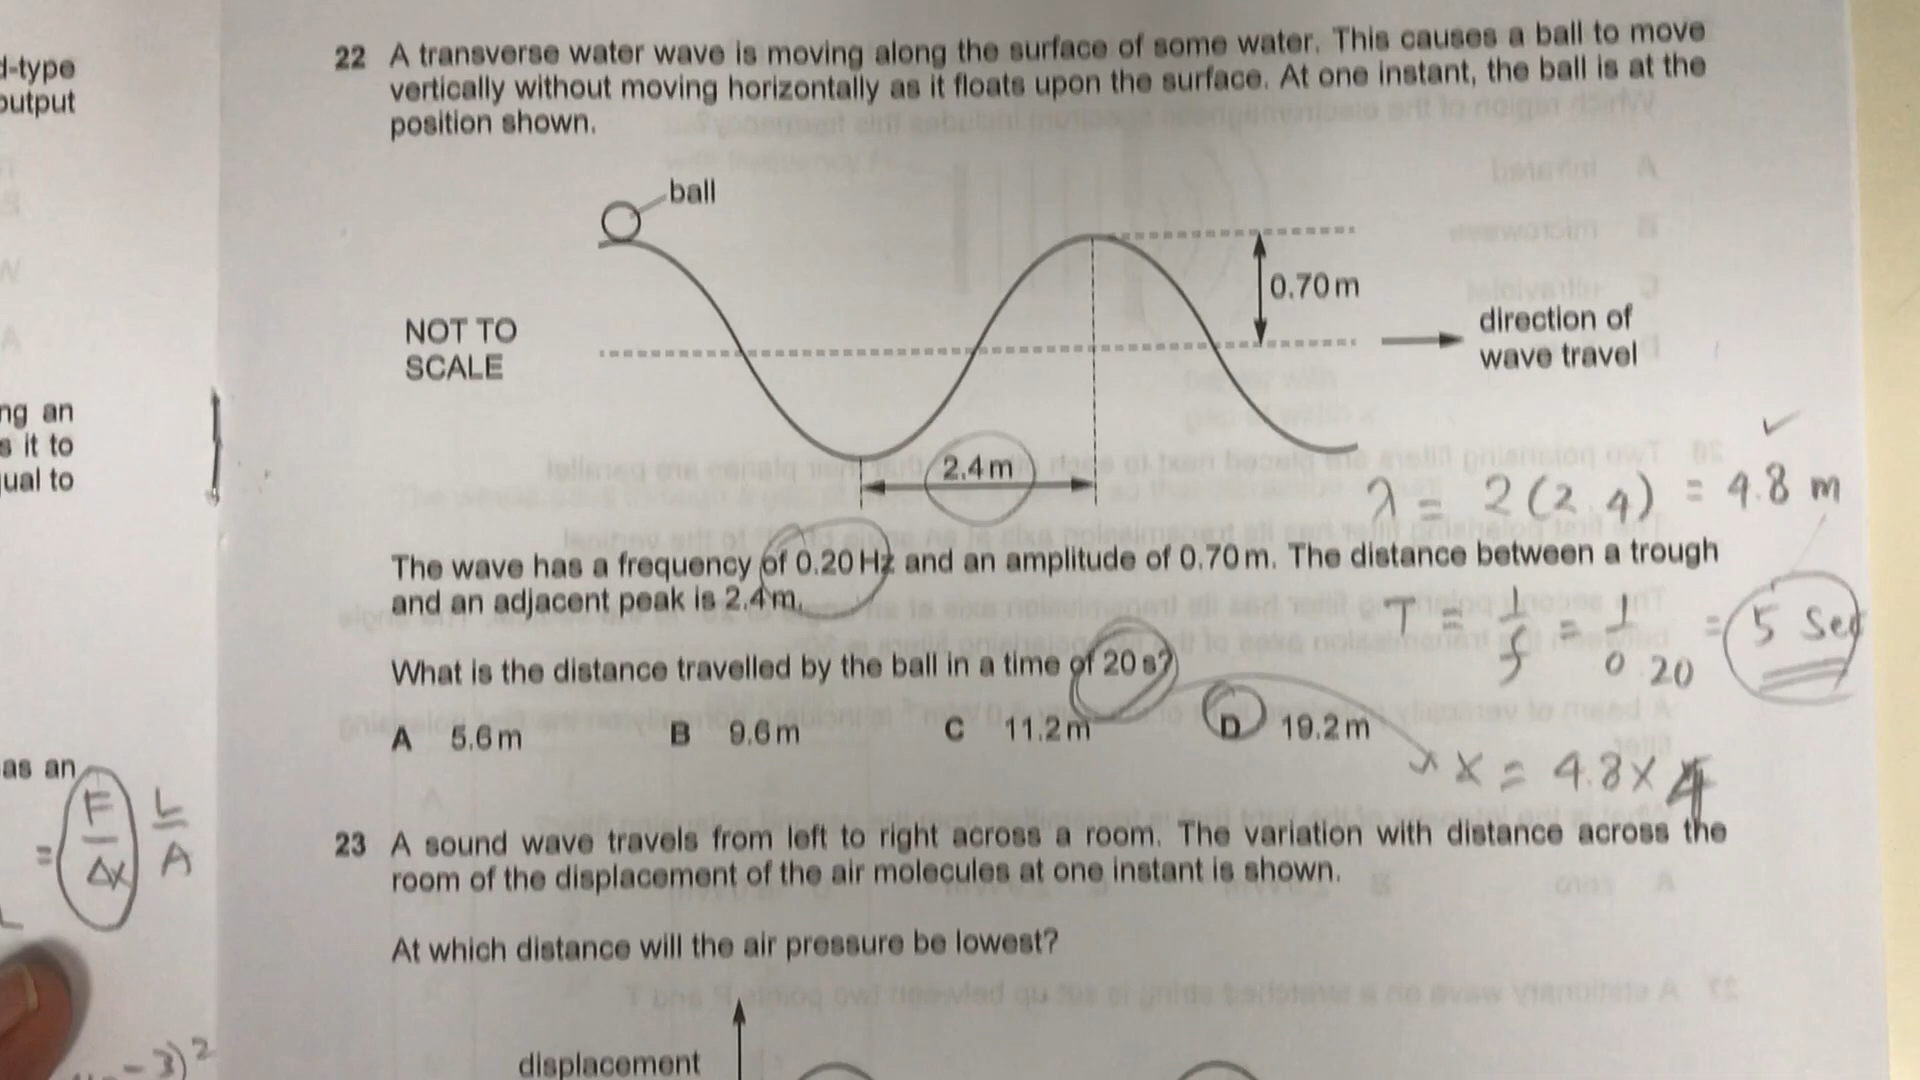 d-type
output
ng an
s it to
ual to
as an
= F/Δx L/A
- 3)²
22 A transverse water wave is moving along the surface of some water. This causes a ball to move
vertically without moving horizontally as it floats upon the surface. At one instant, the ball is at the
position shown.
ball
0.70 m
NOT TO
SCALE
direction of
wave travel
2.4 m
λ = 2(2.4) = 4.8 m
The wave has a frequency of 0.20 Hz and an amplitude of 0.70 m. The distance between a trough
and an adjacent peak is 2.4 m.
T = 1/f = 1/0.20 = 5 Sec
What is the distance travelled by the ball in a time of 20 s?
A 5.6 m B 9.6 m C 11.2 m D 19.2 m
x = 4.8 × 4
23 A sound wave travels from left to right across a room. The variation with distance across the
room of the displacement of the air molecules at one instant is shown.
At which distance will the air pressure be lowest?
displacement